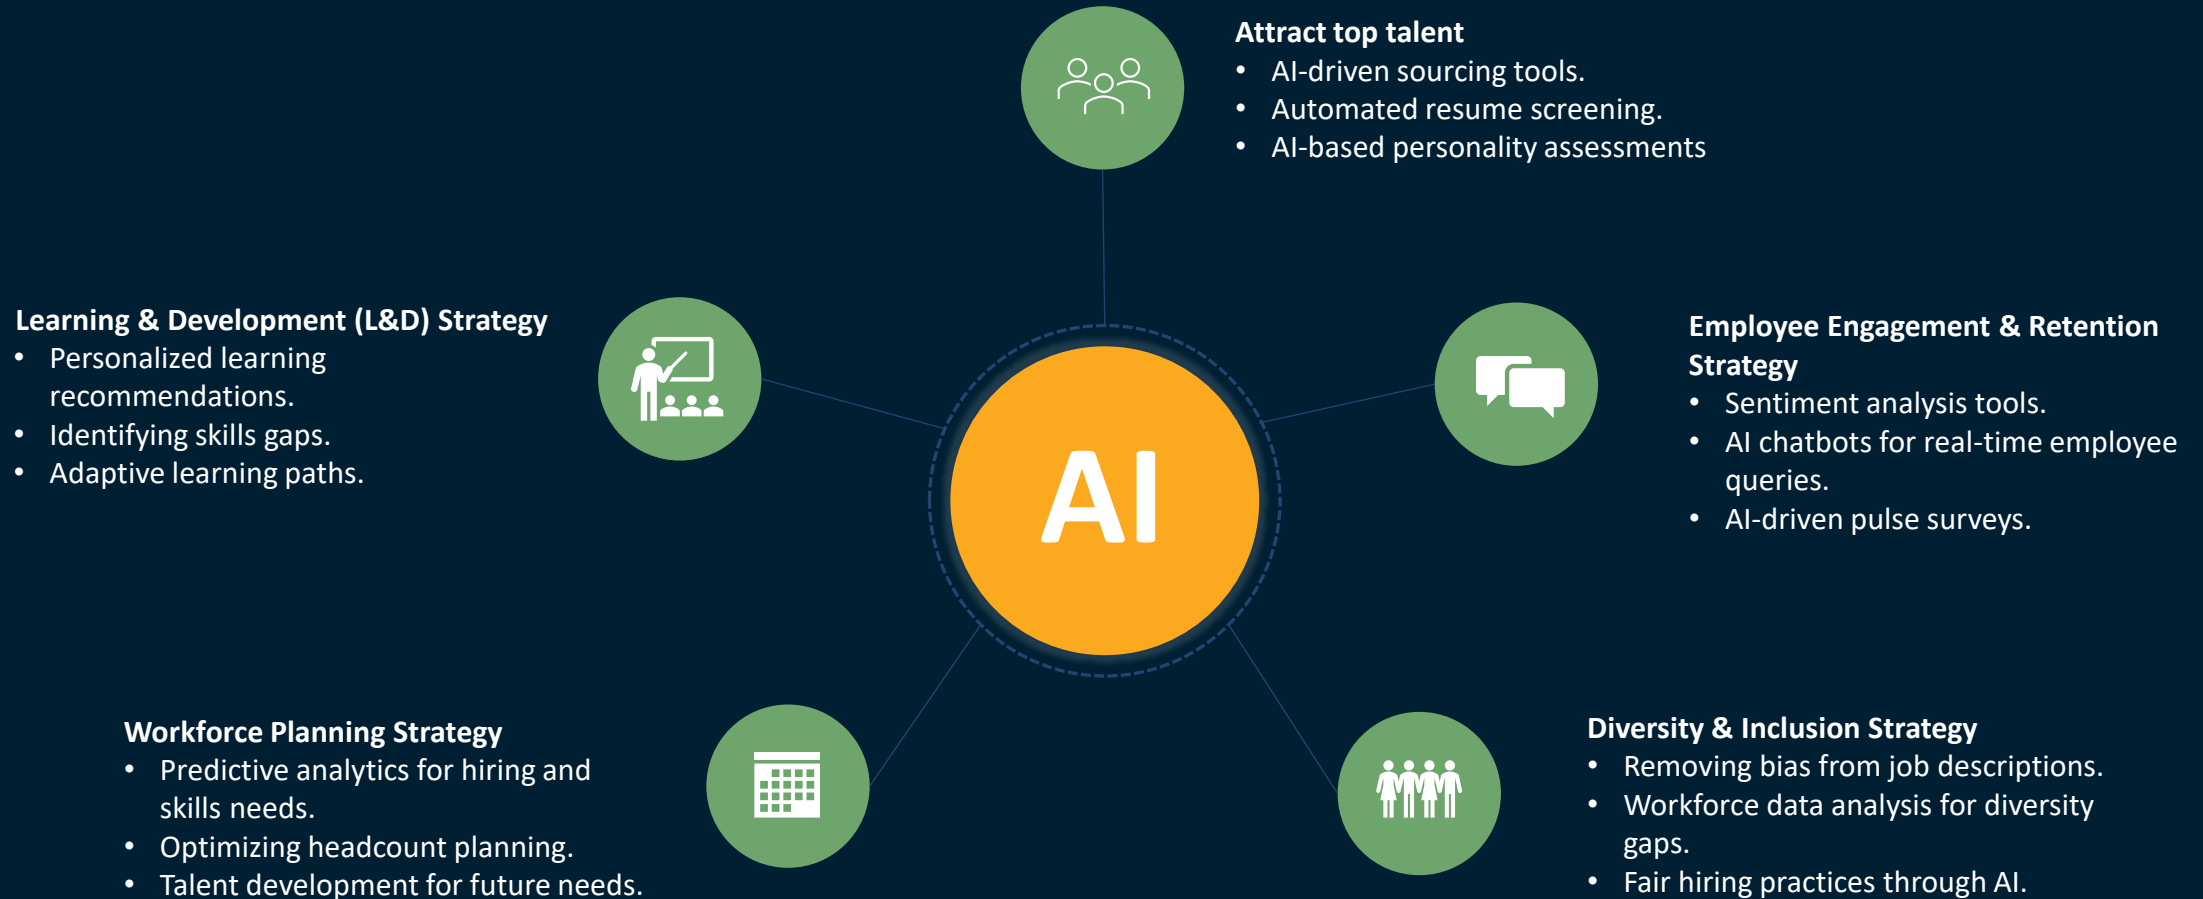 Attract top talent
• AI-driven sourcing tools.
• Automated resume screening.
• AI-based personality assessments
Learning & Development (L&D) Strategy
• Personalized learning
recommendations.
• Identifying skills gaps.
• Adaptive learning paths.
AI
Employee Engagement & Retention
Strategy
• Sentiment analysis tools.
• AI chatbots for real-time employee
queries.
• AI-driven pulse surveys.
Workforce Planning Strategy
• Predictive analytics for hiring and
skills needs.
• Optimizing headcount planning.
• Talent development for future needs.
Diversity & Inclusion Strategy
• Removing bias from job descriptions.
• Workforce data analysis for diversity
gaps.
• Fair hiring practices through AI.